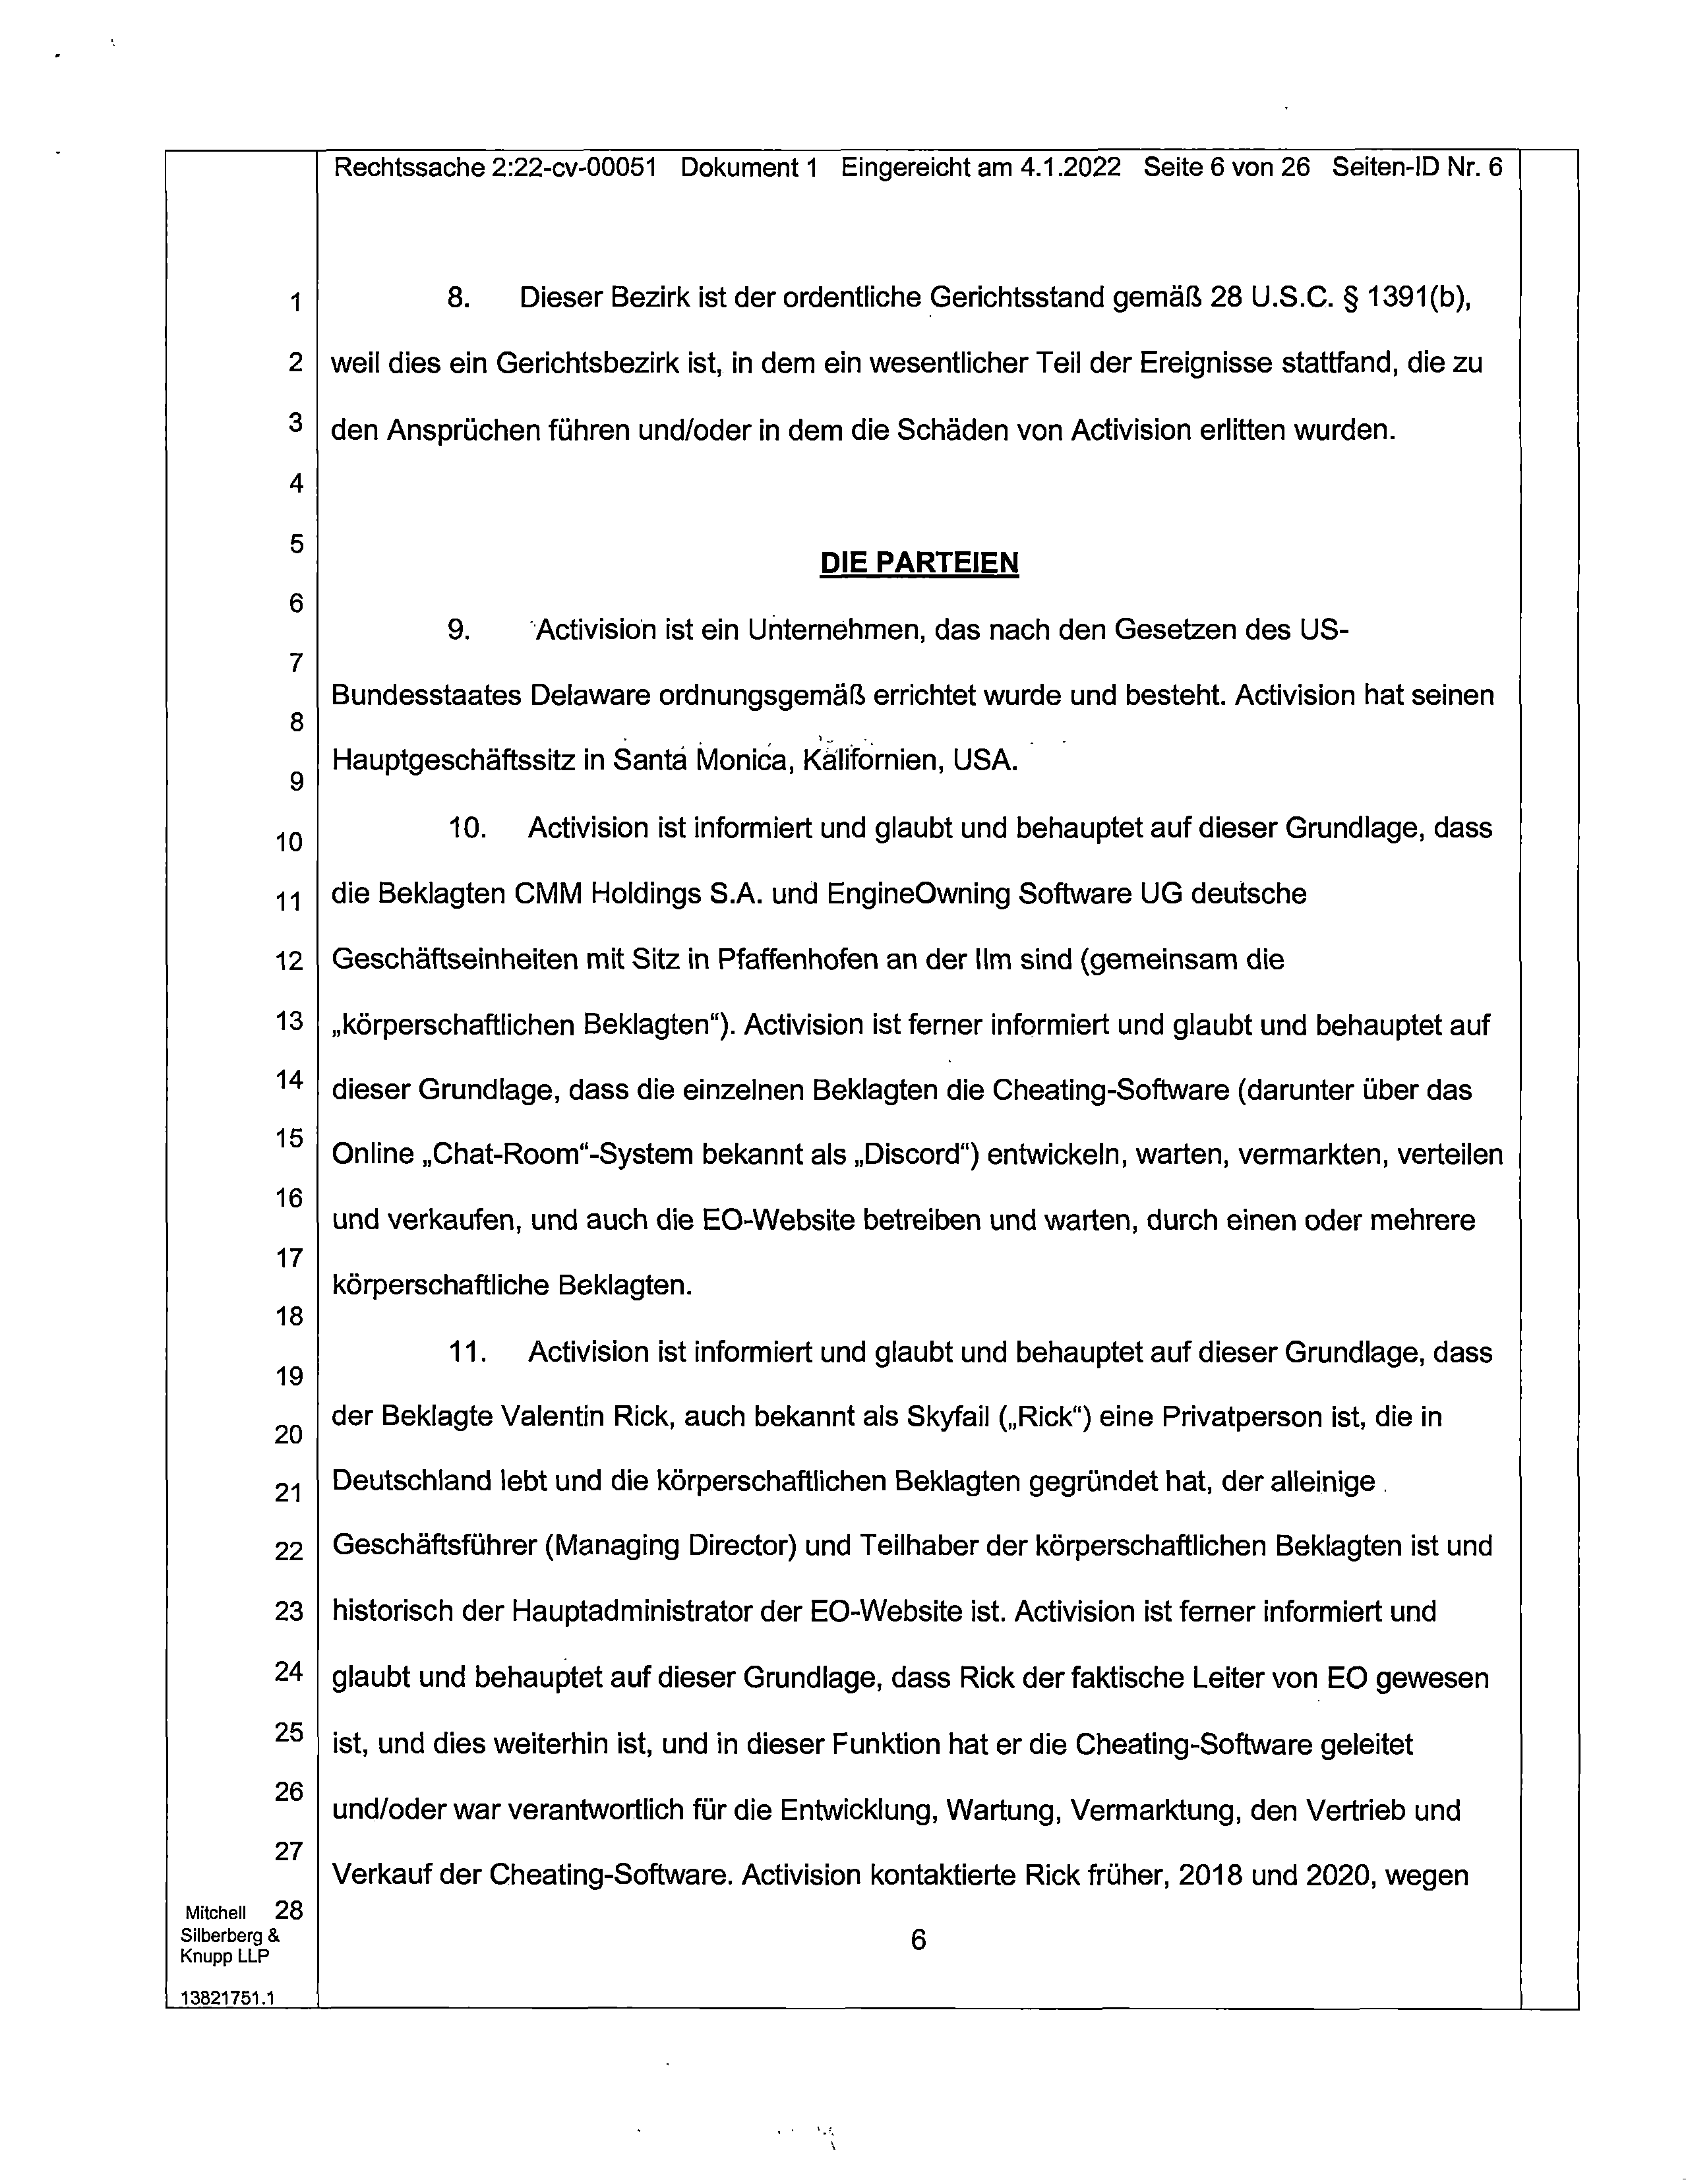 Rechtssache 2:22-cv-00051 Dokument 1 Eingereicht am 4.1.2022 Seite 6 von 26 Seiten-ID Nr. 6
1 8. Dieser Bezirk ist der ordentliche Gerichtsstand gemäß 28 U.S.C. § 1391(b),
2 weil dies ein Gerichtsbezirk ist, in dem ein wesentlicher Teil der Ereignisse stattfand, die zu
3 den Ansprüchen führen und/oder in dem die Schäden von Activision erlitten wurden.
4
5 DIE PARTEIEN
6 9. Activision ist ein Unternehmen, das nach den Gesetzen des US-
7
Bundesstaates Delaware ordnungsgemäß errichtet wurde und besteht. Activision hat seinen
8
Hauptgeschäftssitz in Santa Monica, Kalifornien, USA.
9
10 10. Activision ist informiert und glaubt und behauptet auf dieser Grundlage, dass
11 die Beklagten CMM Holdings S.A. und EngineOwning Software UG deutsche
12 Geschäftseinheiten mit Sitz in Pfaffenhofen an der Ilm sind (gemeinsam die
13 „körperschaftlichen Beklagten“). Activision ist ferner informiert und glaubt und behauptet auf
14 dieser Grundlage, dass die einzelnen Beklagten die Cheating-Software (darunter über das
15 Online „Chat-Room“-System bekannt als „Discord“) entwickeln, warten, vermarkten, verteilen
16 und verkaufen, und auch die EO-Website betreiben und warten, durch einen oder mehrere
17
körperschaftliche Beklagten.
18
11. Activision ist informiert und glaubt und behauptet auf dieser Grundlage, dass
19
20 der Beklagte Valentin Rick, auch bekannt als Skyfail („Rick“) eine Privatperson ist, die in
21 Deutschland lebt und die körperschaftlichen Beklagten gegründet hat, der alleinige
22 Geschäftsführer (Managing Director) und Teilhaber der körperschaftlichen Beklagten ist und
23 historisch der Hauptadministrator der EO-Website ist. Activision ist ferner informiert und
24 glaubt und behauptet auf dieser Grundlage, dass Rick der faktische Leiter von EO gewesen
25 ist, und dies weiterhin ist, und in dieser Funktion hat er die Cheating-Software geleitet
26 und/oder war verantwortlich für die Entwicklung, Wartung, Vermarktung, den Vertrieb und
27 Verkauf der Cheating-Software. Activision kontaktierte Rick früher, 2018 und 2020, wegen
Mitchell 28
Silberberg &
Knupp LLP
6
13821751.1